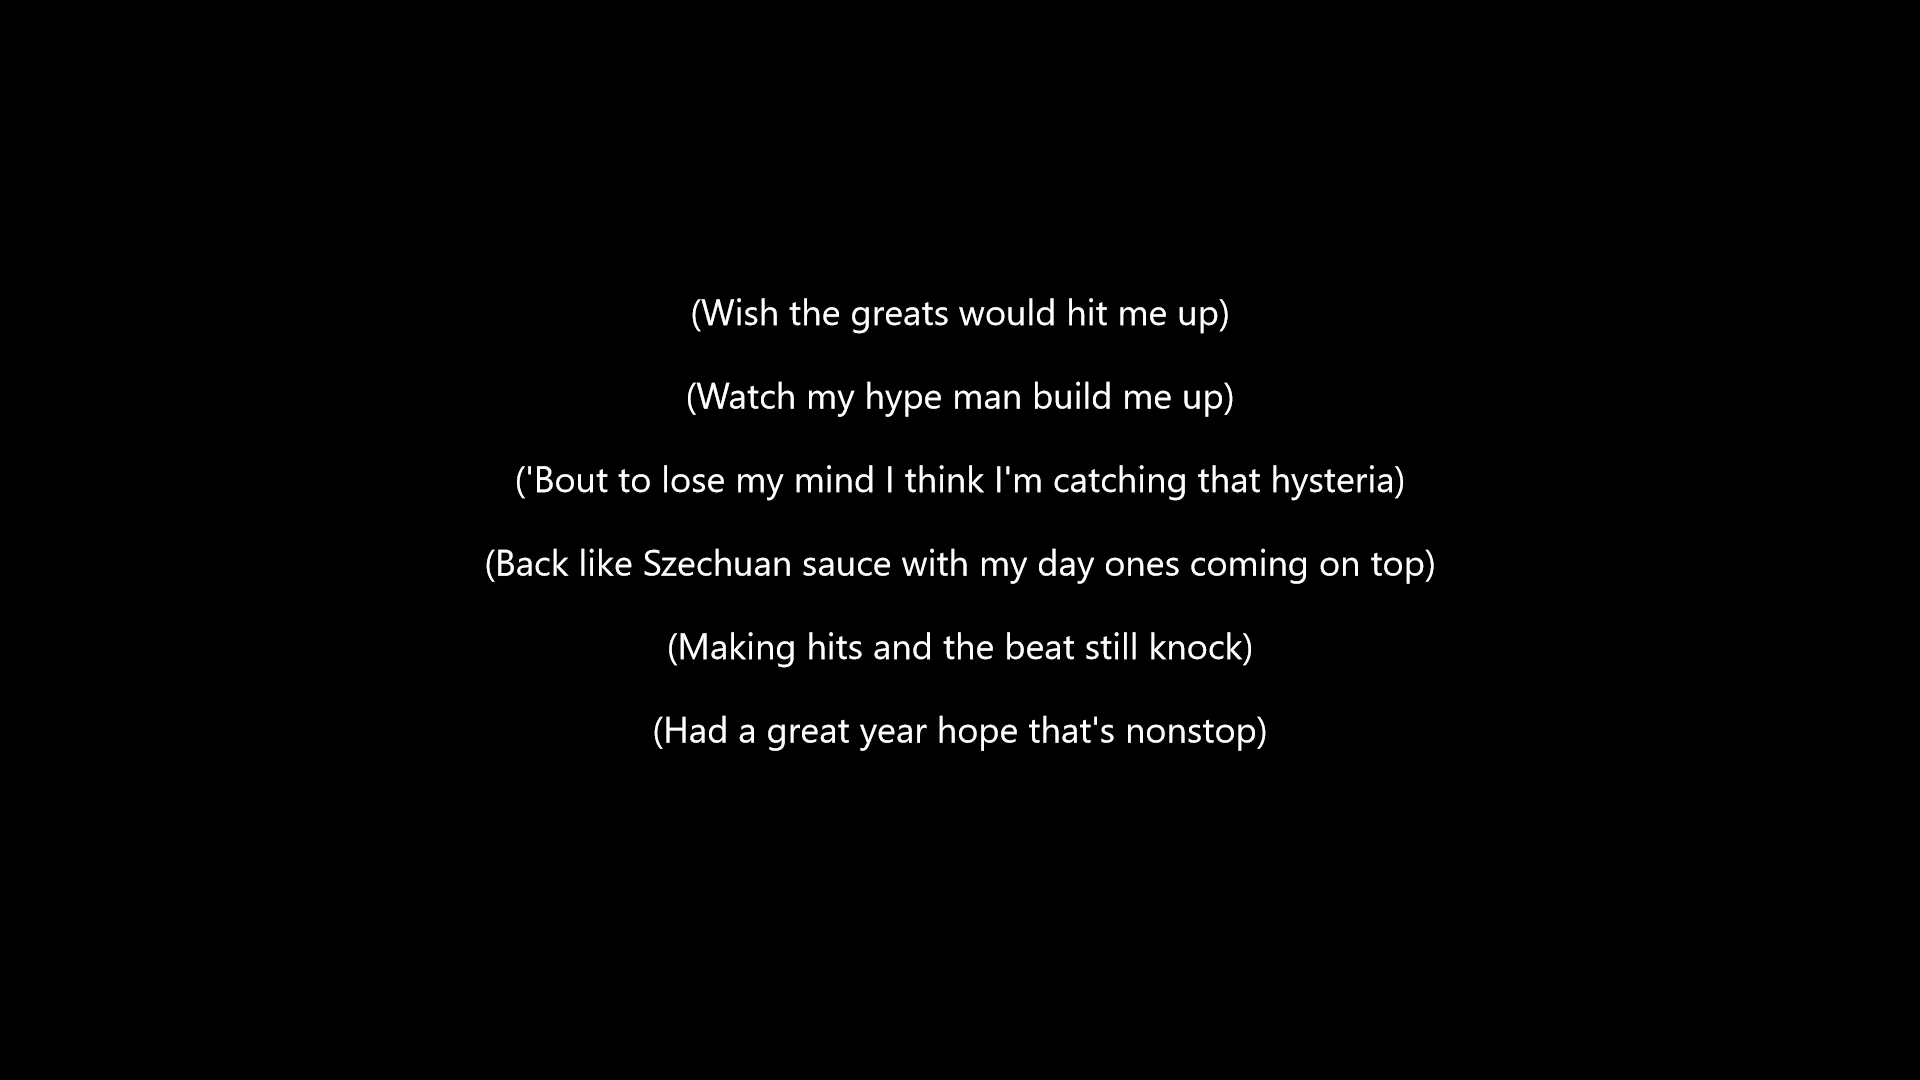 (Wish the greats would hit me up)
(Watch my hype man build me up)
('Bout to lose my mind I think I'm catching that hysteria)
(Back like Szechuan sauce with my day ones coming on top)
(Making hits and the beat still knock)
(Had a great year hope that's nonstop)